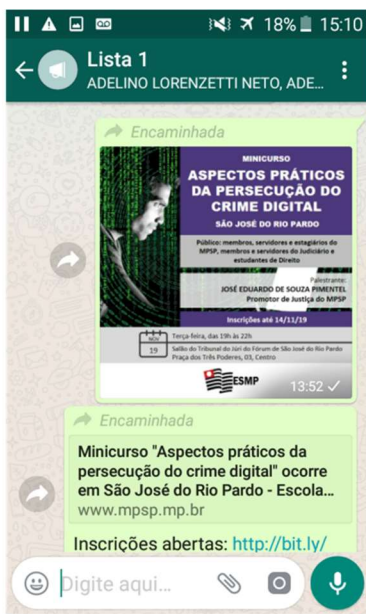 18% 15:10
Lista 1
ADELINO LORENZETTI NETO, ADE...
Encaminhada
MINICURSO
ASPECTOS PRÁTICOS
DA PERSECUÇÃO DO
CRIME DIGITAL
SÃO JOSÉ DO RIO PARDO
Público: membros, servidores e estagiários do
MPSP, membros e servidores do Judiciário e
estudantes de Direito
Palestrante:
JOSÉ EDUARDO DE SOUZA PIMENTEL
Promotor de Justiça do MPSP
Inscrições até 14/11/19
NOV
19
Terça-feira, das 19h às 22h
Salão do Tribunal do Júri do Fórum de São José do Rio Pardo
Praça dos Três Poderes, 03, Centro
ESMP
13:52
Encaminhada
Minicurso "Aspectos práticos da
persecução do crime digital" ocorre
em São José do Rio Pardo - Escola...
www.mpsp.mp.br
Inscrições abertas: http://bit.ly/
Digite aqui...